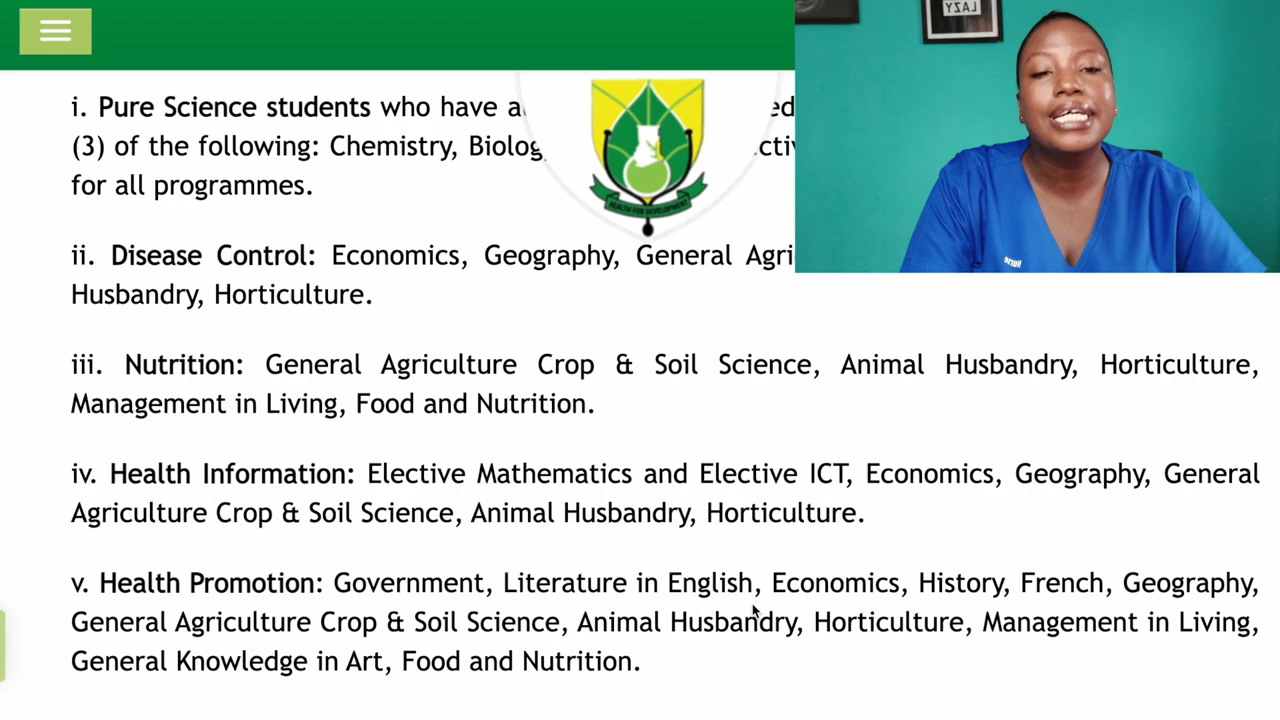 LAZY
i. Pure Science students who have
(3) of the following: Chemistry,
for all programmes.
HEALTH FOR DEVELOPMENT
ii. Disease Control: Economics, Geography, General
Husbandry, Horticulture.
iii. Nutrition: General Agriculture Crop & Soil Science, Animal Husbandry, Horticulture,
Management in Living, Food and Nutrition.
iv. Health Information: Elective Mathematics and Elective ICT, Economics, Geography, General
Agriculture Crop & Soil Science, Animal Husbandry, Horticulture.
v. Health Promotion: Government, Literature in English, Economics, History, French, Geography,
General Agriculture Crop & Soil Science, Animal Husbandry, Horticulture, Management in Living,
General Knowledge in Art, Food and Nutrition.